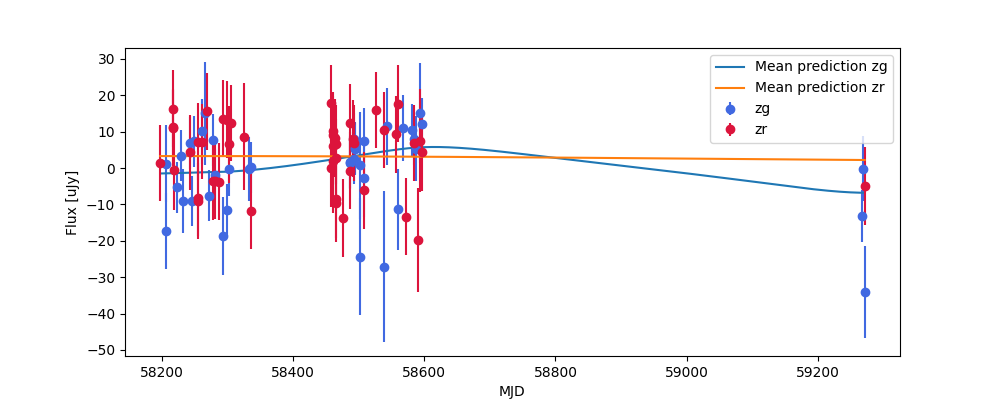 30
20
10
0
−10
−20
−30
−40
−50
Flux [uJy]
58200
58400
58600
58800
59000
59200
MJD
Mean prediction zg
Mean prediction zr
zg
zr